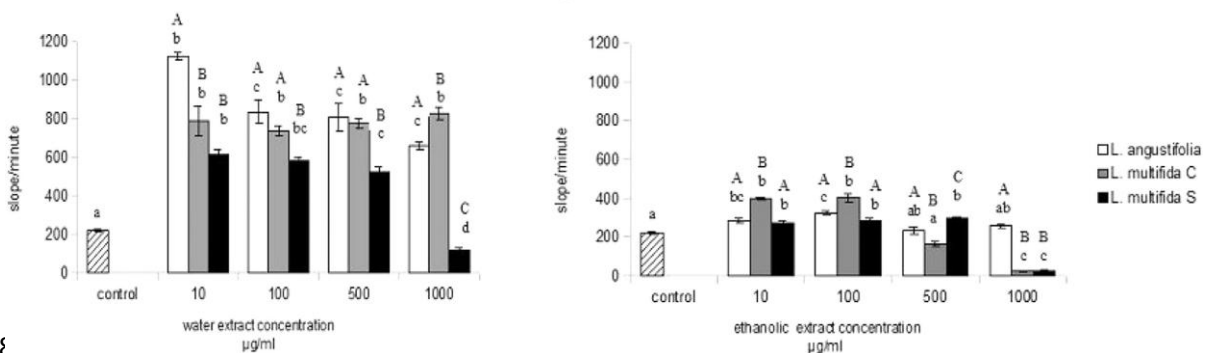 1200
1000
800
600
400
200
0
slope/minute
a
A
b
B
b
B
b
A
c
A
b
B
bc
A
c
A
b
B
c
A
c
B
b
C
d
control 10 100 500 1000
water extract concentration
µg/ml
1200
1000
800
600
400
200
0
slope/minute
a
A
bc
B
b
A
b
A
c
B
b
A
b
A
ab
B
a
C
b
A
ab
B
c
B
c
control 10 100 500 1000
ethanolic extract concentration
µg/ml
L. angustifolia
L. multifida C
L. multifida S